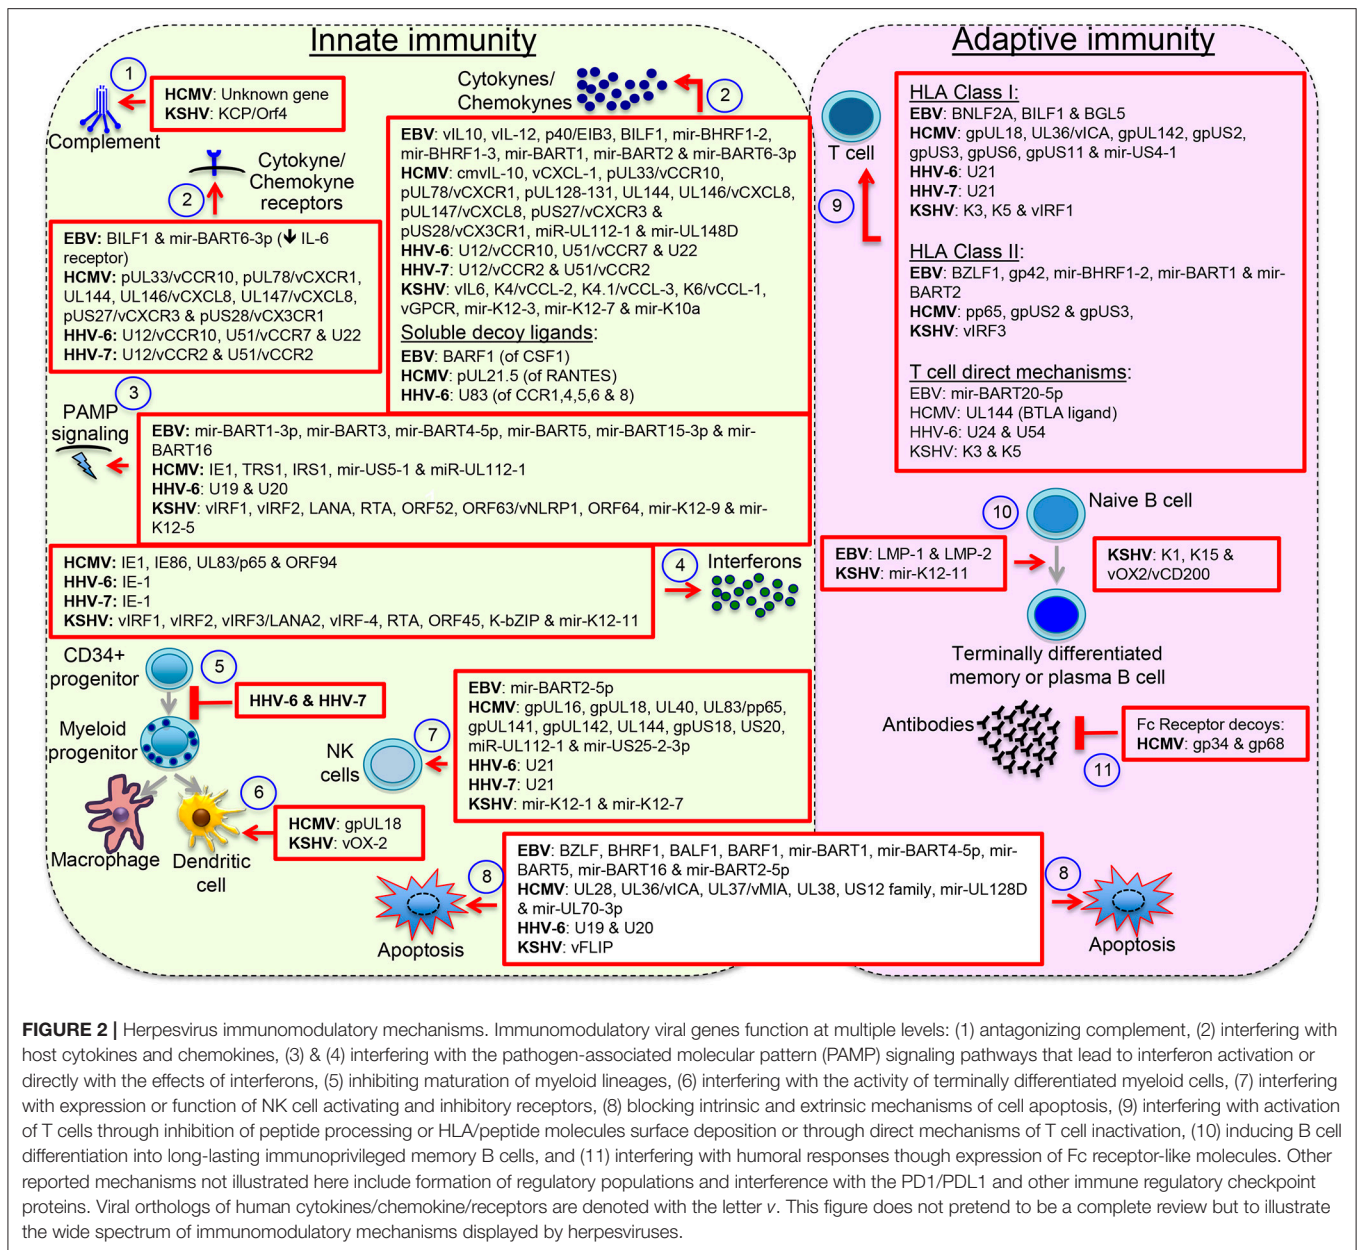 Innate immunity
1
HCMV: Unknown gene
KSHV: KCP/Orf4
Complement
Cytokynes/
Chemokynes
2
Cytokyne/
Chemokyne
receptors
2
EBV: BILF1 & mir-BART6-3p (🡇 IL-6
receptor)
HCMV: pUL33/vCCR10, pUL78/vCXCR1,
UL144, UL146/vCXCL8, UL147/vCXCL8,
pUS27/vCXCR3 & pUS28/vCX3CR1
HHV-6: U12/vCCR10, U51/vCCR7 & U22
HHV-7: U12/vCCR2 & U51/vCCR2
EBV: vIL10, vIL-12, p40/EIB3, BILF1, mir-BHRF1-2,
mir-BHRF1-3, mir-BART1, mir-BART2 & mir-BART6-3p
HCMV: cmvIL-10, vCXCL-1, pUL33/vCCR10,
pUL78/vCXCR1, pUL128-131, UL144, UL146/vCXCL8,
pUL147/vCXCL8, pUS27/vCXCR3 &
pUS28/vCX3CR1, miR-UL112-1 & mir-UL148D
HHV-6: U12/vCCR10, U51/vCCR7 & U22
HHV-7: U12/vCCR2 & U51/vCCR2
KSHV: vIL6, K4/vCCL-2, K4.1/vCCL-3, K6/vCCL-1,
vGPCR, mir-K12-3, mir-K12-7 & mir-K10a
Soluble decoy ligands:
EBV: BARF1 (of CSF1)
HCMV: pUL21.5 (of RANTES)
HHV-6: U83 (of CCR1,4,5,6 & 8)
3
PAMP
signaling
EBV: mir-BART1-3p, mir-BART3, mir-BART4-5p, mir-BART5, mir-BART15-3p & mir-
BART16
HCMV: IE1, TRS1, IRS1, mir-US5-1 & miR-UL112-1
HHV-6: U19 & U20
KSHV: vIRF1, vIRF2, LANA, RTA, ORF52, ORF63/vNLRP1, ORF64, mir-K12-9 & mir-
K12-5
HCMV: IE1, IE86, UL83/p65 & ORF94
HHV-6: IE-1
HHV-7: IE-1
KSHV: vIRF1, vIRF2, vIRF3/LANA2, vIRF-4, RTA, ORF45, K-bZIP & mir-K12-11
4
Interferons
CD34+
progenitor
5
HHV-6 & HHV-7
Myeloid
progenitor
6
HCMV: gpUL18
KSHV: vOX-2
Macrophage
Dendritic
cell
NK
cells
7
EBV: mir-BART2-5p
HCMV: gpUL16, gpUL18, UL40, UL83/pp65,
gpUL141, gpUL142, UL144, gpUS18, US20,
miR-UL112-1 & mir-US25-2-3p
HHV-6: U21
HHV-7: U21
KSHV: mir-K12-1 & mir-K12-7
8
Apoptosis
EBV: BZLF, BHRF1, BALF1, BARF1, mir-BART1, mir-BART4-5p, mir-
BART5, mir-BART16 & mir-BART2-5p
HCMV: UL28, UL36/vICA, UL37/vMIA, UL38, US12 family, mir-UL128D
& mir-UL70-3p
HHV-6: U19 & U20
KSHV: vFLIP
8
Apoptosis
Adaptive immunity
T cell
9
HLA Class I:
EBV: BNLF2A, BILF1 & BGL5
HCMV: gpUL18, UL36/vICA, gpUL142, gpUS2,
gpUS3, gpUS6, gpUS11 & mir-US4-1
HHV-6: U21
HHV-7: U21
KSHV: K3, K5 & vIRF1
HLA Class II:
EBV: BZLF1, gp42, mir-BHRF1-2, mir-BART1 & mir-
BART2
HCMV: pp65, gpUS2 & gpUS3,
KSHV: vIRF3
T cell direct mechanisms:
EBV: mir-BART20-5p
HCMV: UL144 (BTLA ligand)
HHV-6: U24 & U54
KSHV: K3 & K5
10
Naive B cell
EBV: LMP-1 & LMP-2
KSHV: mir-K12-11
KSHV: K1, K15 &
vOX2/vCD200
Terminally differentiated
memory or plasma B cell
Antibodies
Fc Receptor decoys:
HCMV: gp34 & gp68
11
FIGURE 2 | Herpesvirus immunomodulatory mechanisms. Immunomodulatory viral genes function at multiple levels: (1) antagonizing complement, (2) interfering with
host cytokines and chemokines, (3) & (4) interfering with the pathogen-associated molecular pattern (PAMP) signaling pathways that lead to interferon activation or
directly with the effects of interferons, (5) inhibiting maturation of myeloid lineages, (6) interfering with the activity of terminally differentiated myeloid cells, (7) interfering
with expression or function of NK cell activating and inhibitory receptors, (8) blocking intrinsic and extrinsic mechanisms of cell apoptosis, (9) interfering with activation
of T cells through inhibition of peptide processing or HLA/peptide molecules surface deposition or through direct mechanisms of T cell inactivation, (10) inducing B cell
differentiation into long-lasting immunoprivileged memory B cells, and (11) interfering with humoral responses though expression of Fc receptor-like molecules. Other
reported mechanisms not illustrated here include formation of regulatory populations and interference with the PD1/PDL1 and other immune regulatory checkpoint
proteins. Viral orthologs of human cytokines/chemokine/receptors are denoted with the letter v. This figure does not pretend to be a complete review but to illustrate
the wide spectrum of immunomodulatory mechanisms displayed by herpesviruses.